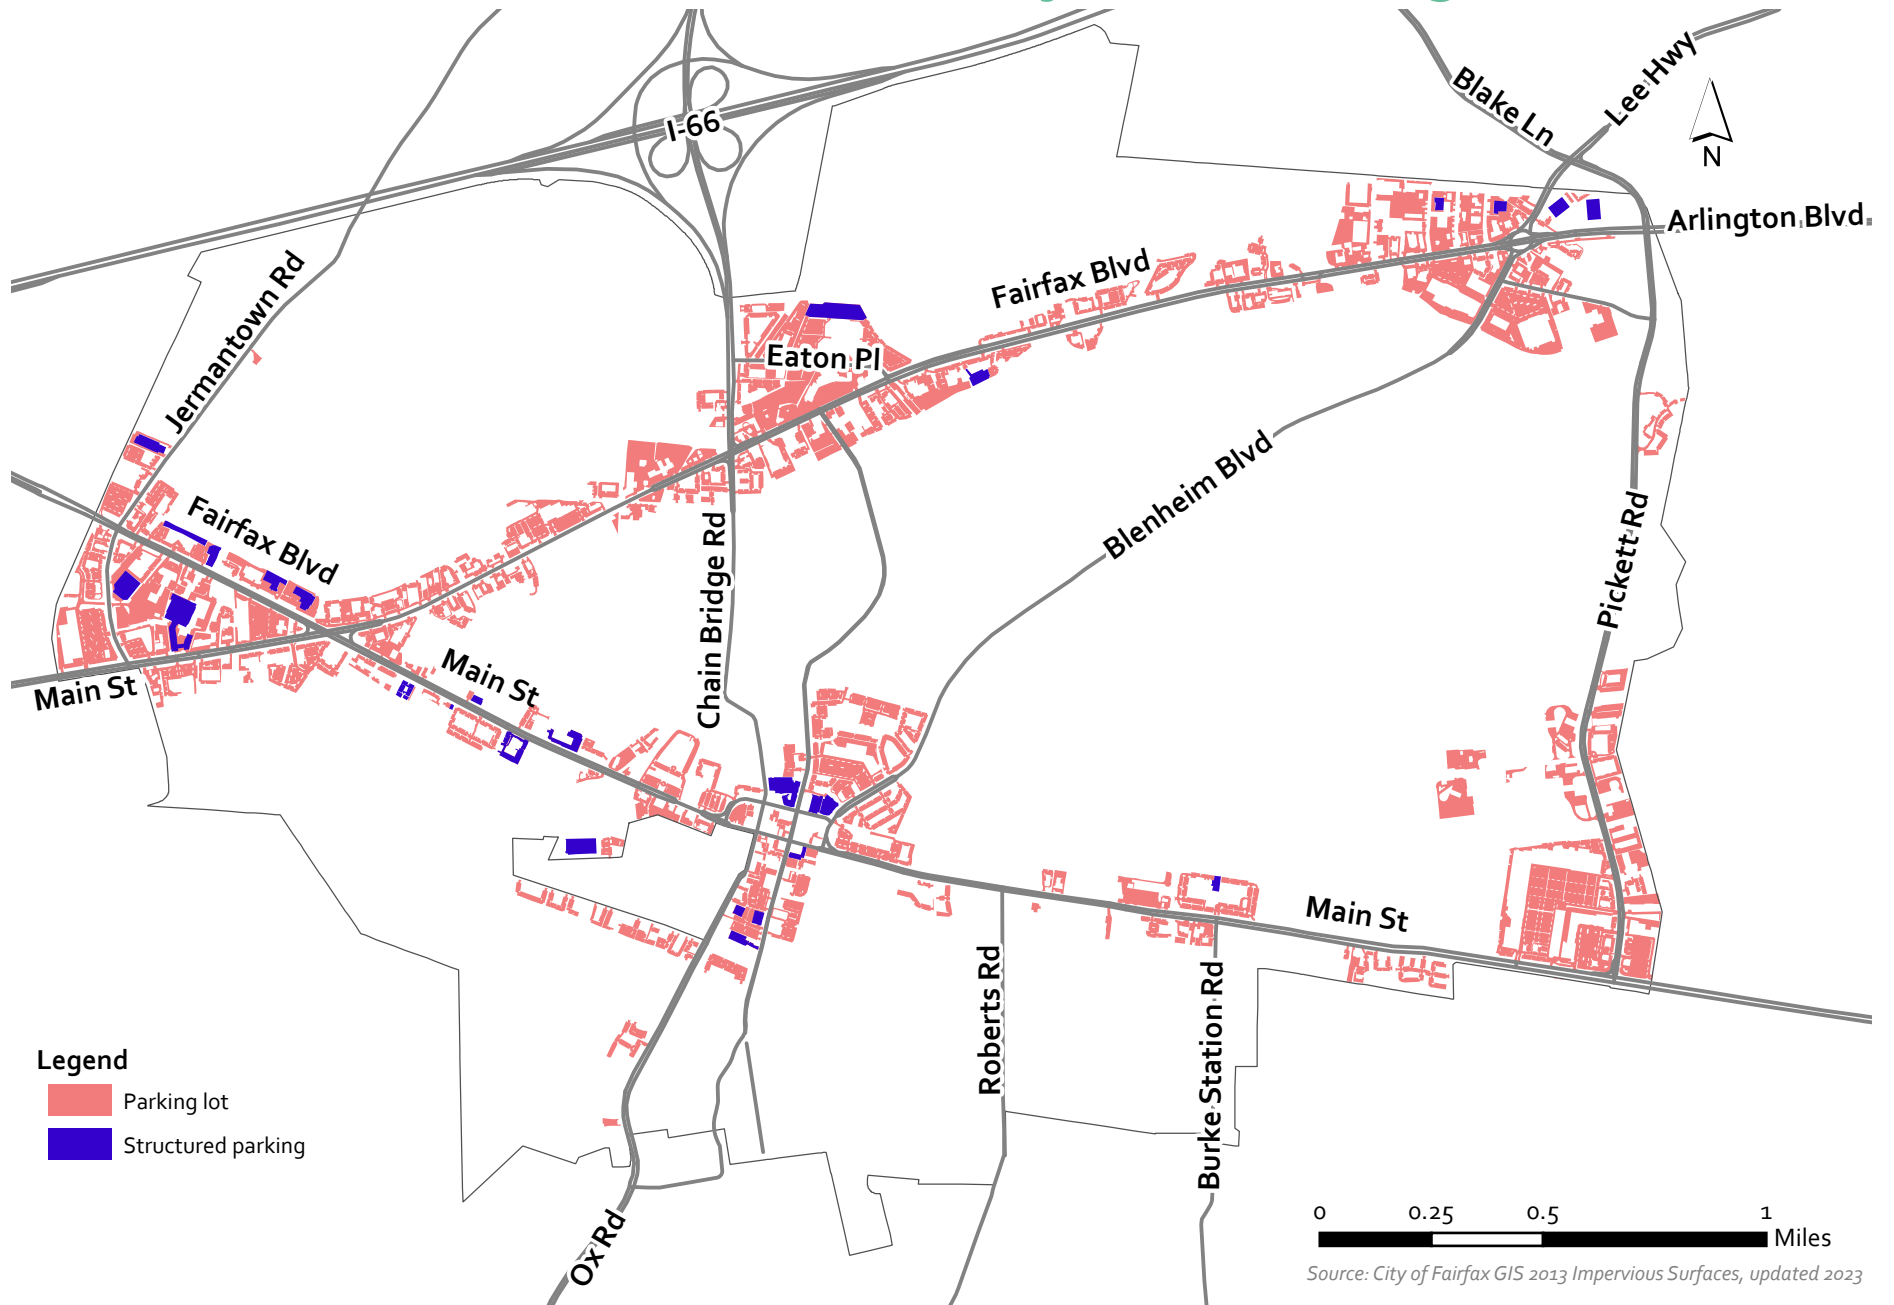 I-66
Blake Ln
Lee Hwy
N
Arlington Blvd
Jermantown Rd
Fairfax Blvd
Eaton Pl
Fairfax Blvd
Blenheim Blvd
Pickett Rd
Chain Bridge Rd
Main St
Main St
Main St
Roberts Rd
Burke Station Rd
Ox Rd
Legend
Parking lot
Structured parking
0 0.25 0.5 1
Miles
Source: City of Fairfax GIS 2013 Impervious Surfaces, updated 2023